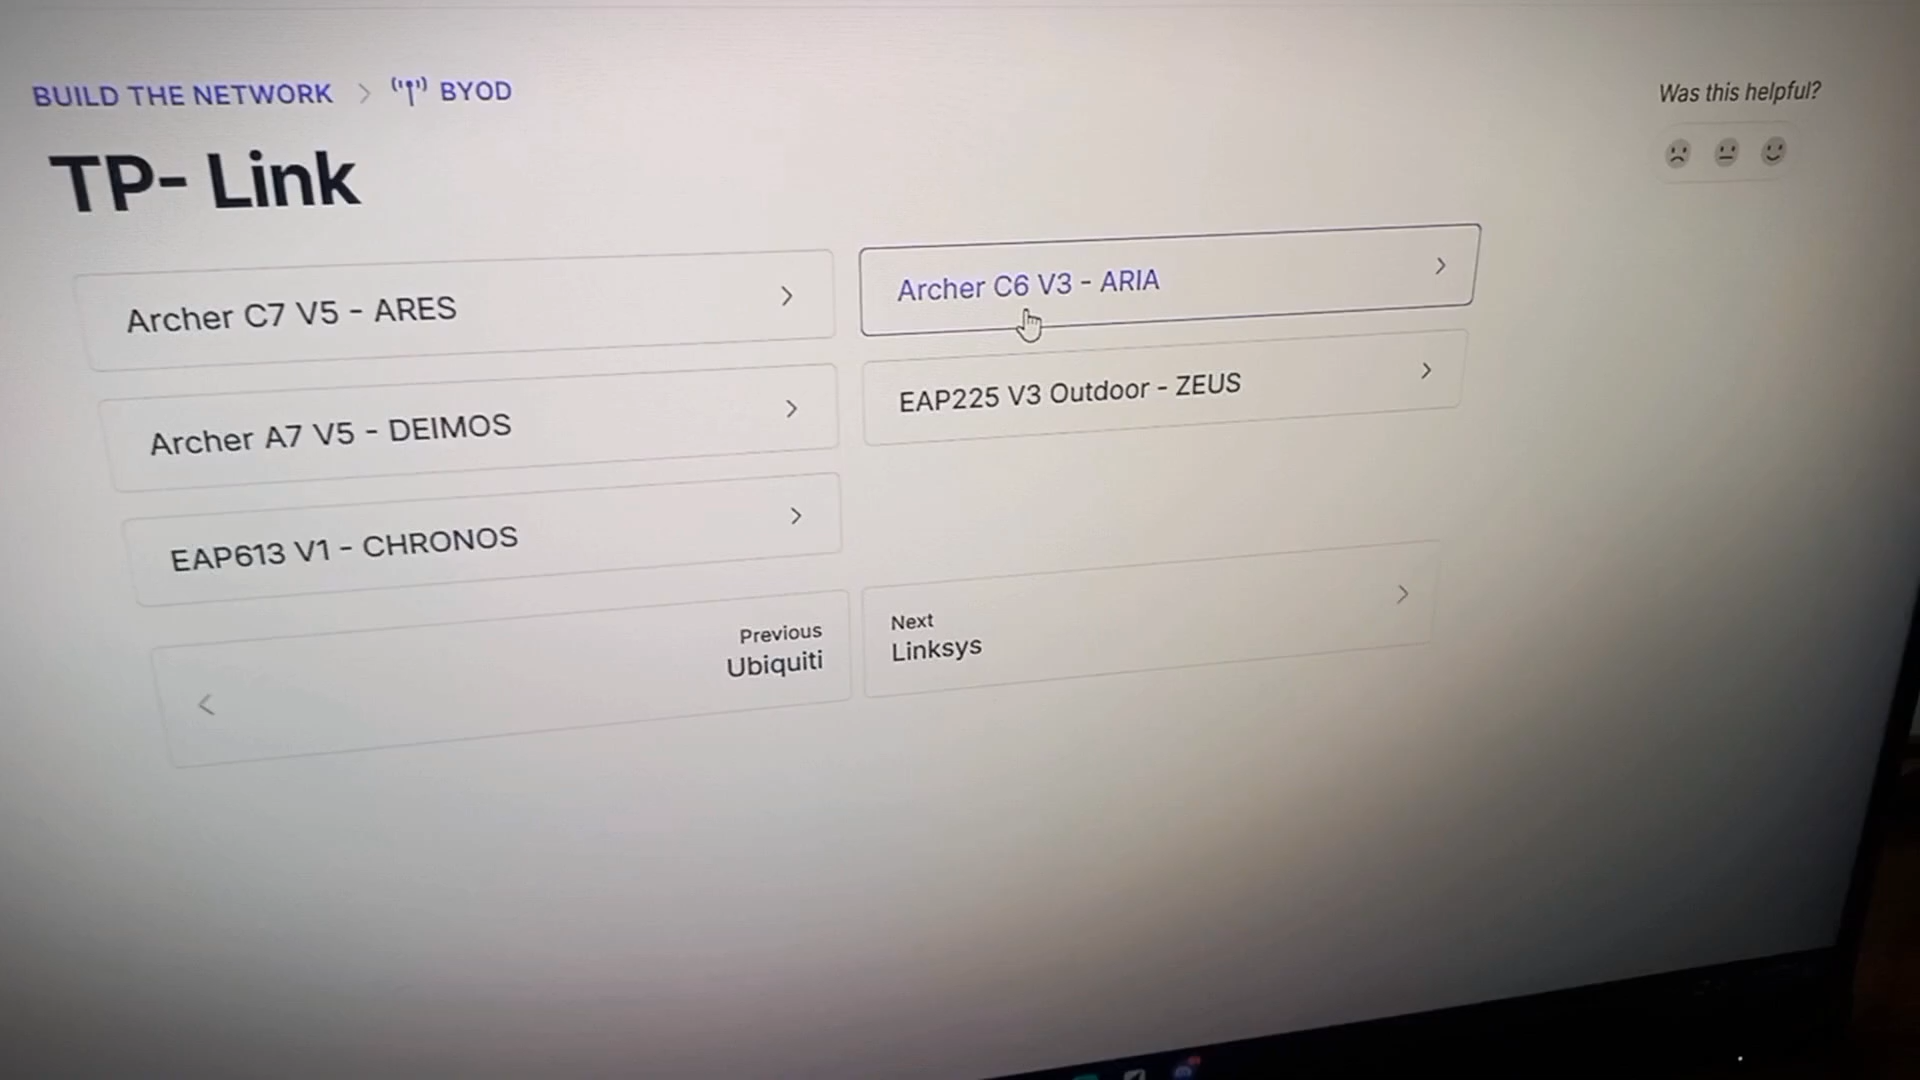 BUILD THE NETWORK > BYOD
Was this helpful?
TP- Link
Archer C7 V5 - ARES
Archer C6 V3 - ARIA
Archer A7 V5 - DEIMOS
EAP225 V3 Outdoor - ZEUS
EAP613 V1 - CHRONOS
Previous
Ubiquiti
Next
Linksys